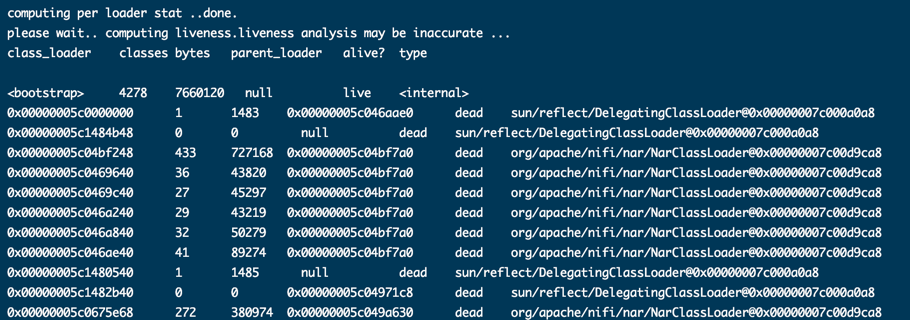 computing per loader stat ..done.
please wait.. computing liveness.liveness analysis may be inaccurate ...
class_loader classes bytes parent_loader alive? type
<bootstrap> 4278 7660120 null live <internal>
0x00000005c0000000 1 1483 0x00000005c046aae0 dead sun/reflect/DelegatingClassLoader@0x00000007c000a0a8
0x00000005c1484b48 0 0 null dead sun/reflect/DelegatingClassLoader@0x00000007c000a0a8
0x00000005c04bf248 433 727168 0x00000005c04bf7a0 dead org/apache/nifi/nar/NarClassLoader@0x00000007c00d9ca8
0x00000005c0469640 36 43820 0x00000005c04bf7a0 dead org/apache/nifi/nar/NarClassLoader@0x00000007c00d9ca8
0x00000005c0469c40 27 45297 0x00000005c04bf7a0 dead org/apache/nifi/nar/NarClassLoader@0x00000007c00d9ca8
0x00000005c046a240 29 43219 0x00000005c04bf7a0 dead org/apache/nifi/nar/NarClassLoader@0x00000007c00d9ca8
0x00000005c046a840 32 50279 0x00000005c04bf7a0 dead org/apache/nifi/nar/NarClassLoader@0x00000007c00d9ca8
0x00000005c046ae40 41 89274 0x00000005c04bf7a0 dead org/apache/nifi/nar/NarClassLoader@0x00000007c00d9ca8
0x00000005c1480540 1 1485 null dead sun/reflect/DelegatingClassLoader@0x00000007c000a0a8
0x00000005c1482b40 0 0 0x00000005c04971c8 dead sun/reflect/DelegatingClassLoader@0x00000007c000a0a8
0x00000005c0675e68 272 380974 0x00000005c049a630 dead org/apache/nifi/nar/NarClassLoader@0x00000007c00d9ca8